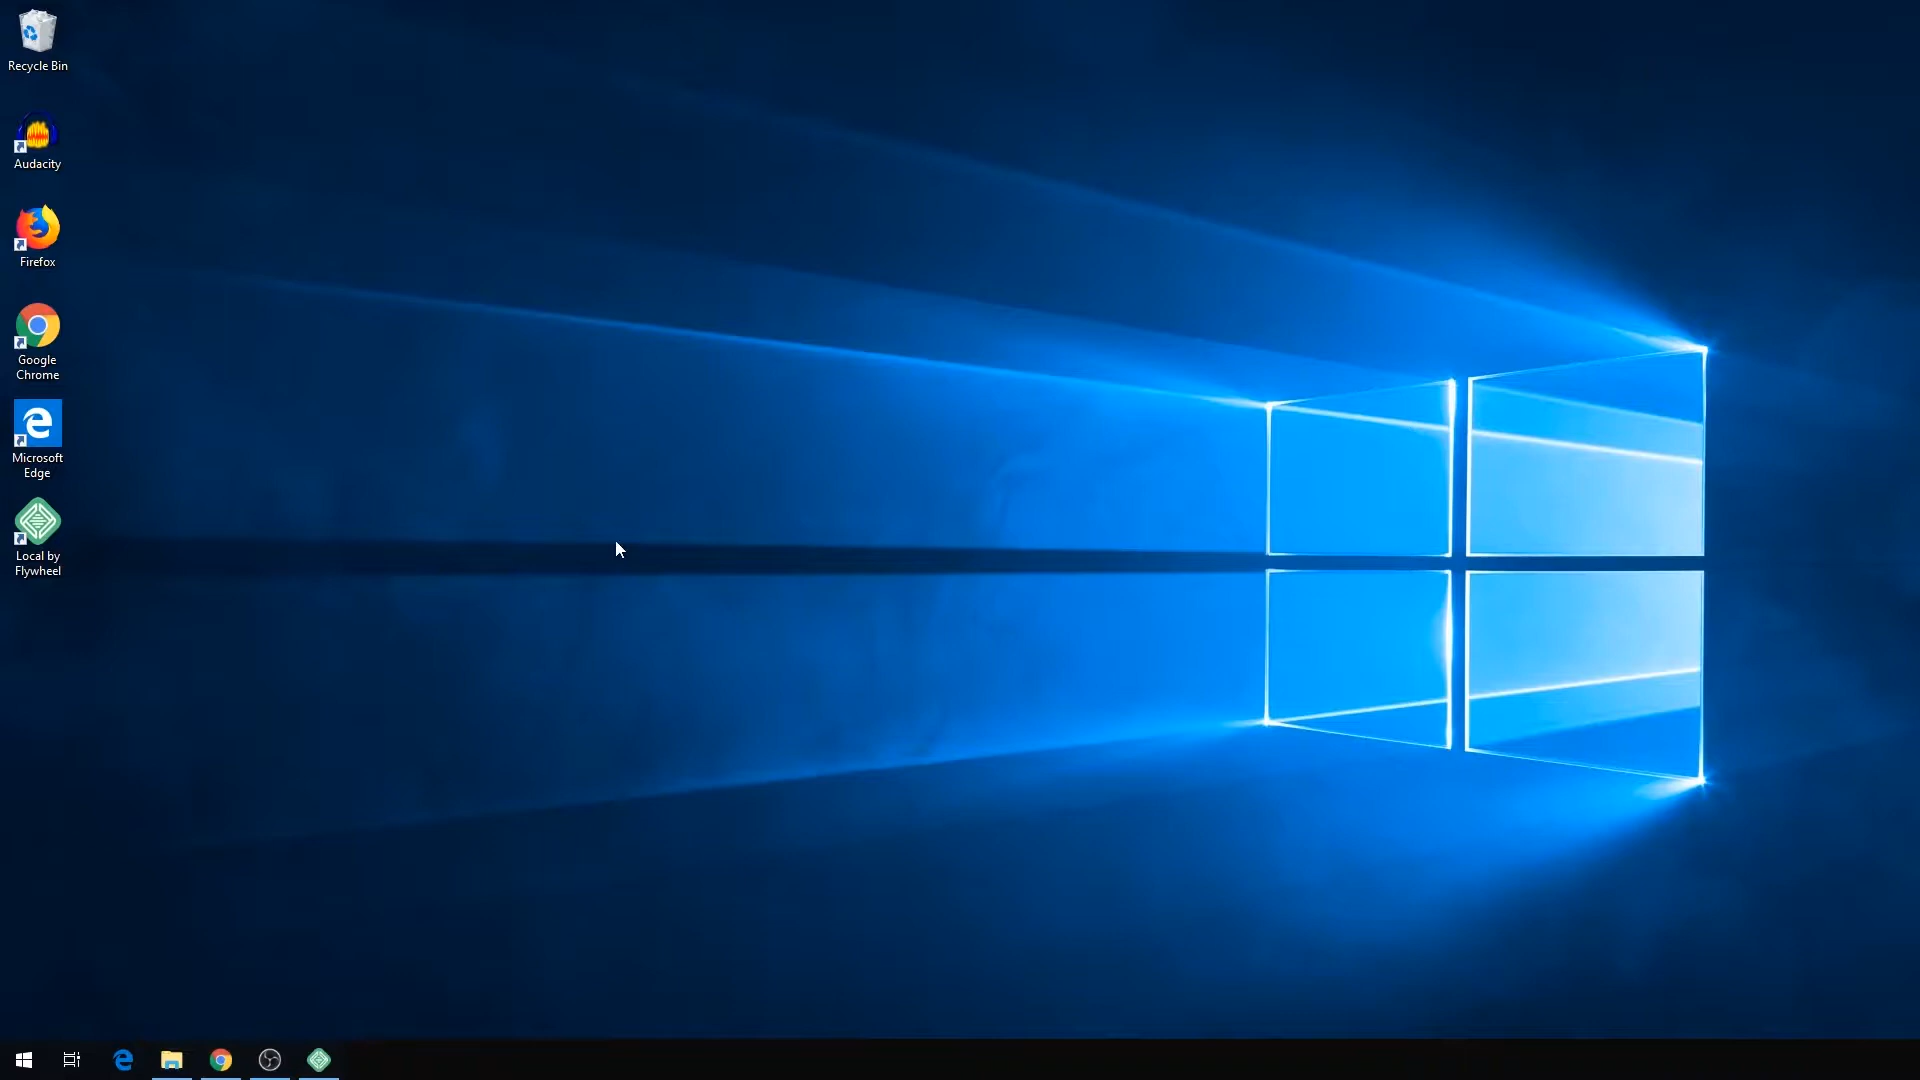 Recycle Bin
Audacity
Firefox
Google
Chrome
Microsoft
Edge
Local by
Flywheel